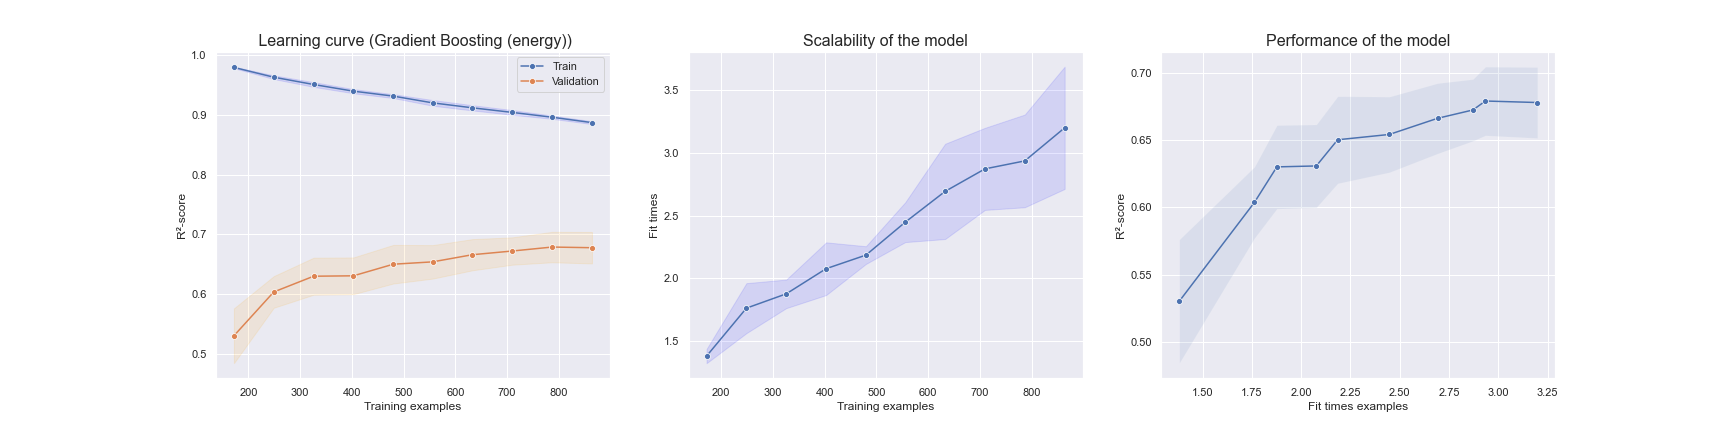 Learning curve (Gradient Boosting (energy))
1.0
0.9
0.8
0.7
0.6
0.5
R²-score
Train
Validation
200 300 400 500 600 700 800
Training examples
Scalability of the model
3.5
3.0
2.5
2.0
1.5
Fit times
200 300 400 500 600 700 800
Training examples
Performance of the model
0.70
0.65
0.60
0.55
0.50
R²-score
1.50 1.75 2.00 2.25 2.50 2.75 3.00 3.25
Fit times examples